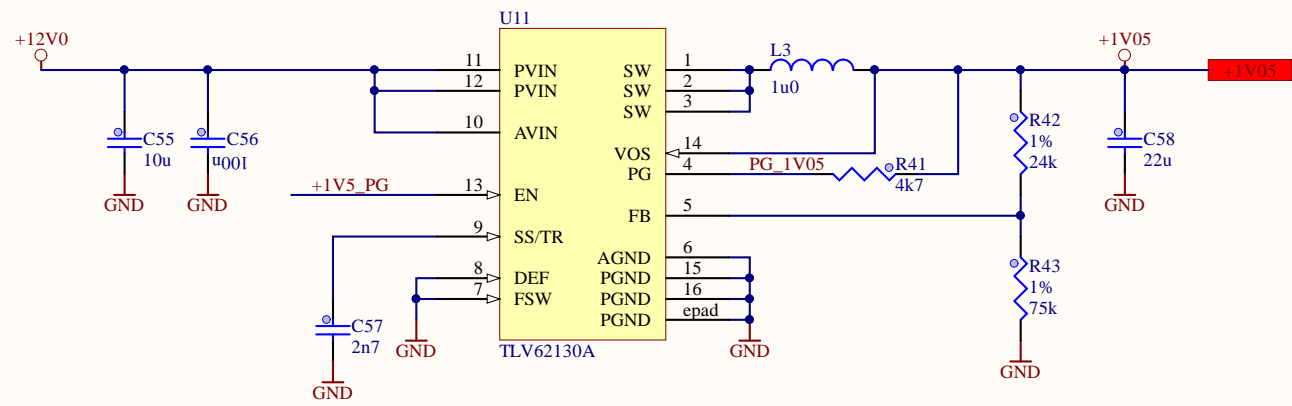 U11
+12V0
+1V05
+1V05
11
PVIN
12
PVIN
10
AVIN
SW
1
SW
2
SW
3
L3
1u0
C55
10u
C56
100n
R42
1%
24k
C58
22u
VOS
14
PG
4
PG_1V05
R41
4k7
+1V5_PG
13
EN
FB
5
GND
GND
GND
9
SS/TR
8
DEF
7
FSW
AGND
6
PGND
15
PGND
16
PGND
epad
R43
1%
75k
C57
2n7
GND
GND
GND
GND
TLV62130A